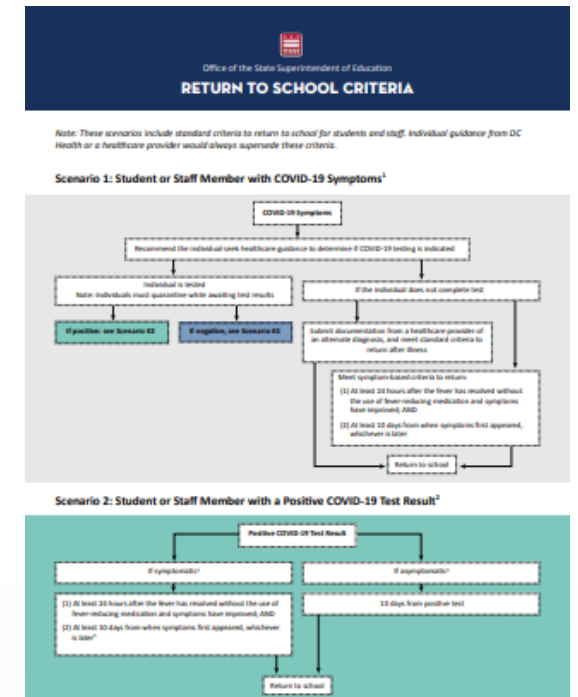 Office of the State Superintendent of Education
RETURN TO SCHOOL CRITERIA
Note: These scenarios include standard criteria to return to school for students and staff. Individual guidance from DC
Health or a healthcare provider would always supersede these criteria.
Scenario 1: Student or Staff Member with COVID-19 Symptoms¹
COVID-19 Symptoms
Recommend the individual seek healthcare guidance to determine if COVID-19 testing is indicated
Individual is tested
Note: Individuals must quarantine while awaiting test results
If the individual does not complete test
If positive: see Scenario #2
If negative, see Scenario #3
Submit documentation from a healthcare provider of
an alternate diagnosis, and meet standard criteria to
return after illness
Meet symptom-based criteria to return:
(1) At least 24 hours after the fever has resolved without
the use of fever-reducing medication and symptoms
have improved; AND
(2) At least 10 days from when symptoms first appeared,
whichever is later
Return to school
Scenario 2: Student or Staff Member with a Positive COVID-19 Test Result²
Positive COVID-19 Test Result
If symptomatic
If asymptomatic
(1) At least 24 hours after the fever has resolved without the use of
fever-reducing medication and symptoms have improved; AND
(2) At least 10 days from when symptoms first appeared, whichever
is later
10 days from positive test
Return to school